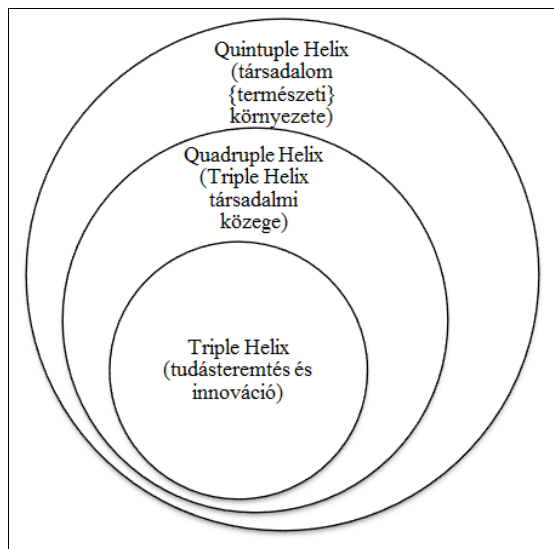 Quintuple Helix
(társadalom
{természeti}
környezete)
Quadruple Helix
(Triple Helix
társadalmi
közege)
Triple Helix
(tudásteremtés és
innováció)